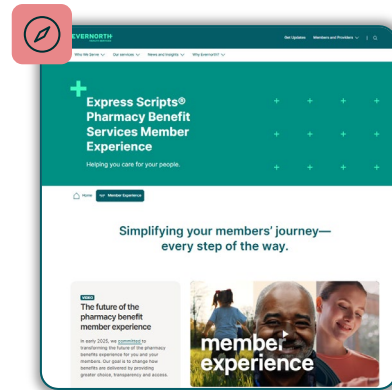 EVERNORTH
HEALTH SERVICES
Get Updates Members and Providers
Who We Serve Our services News and Insights Why Evernorth?
Express Scripts®
Pharmacy Benefit
Services Member
Experience
Helping you care for your people.
Home Member Experience
Simplifying your members' journey—
every step of the way.
VIDEO
The future of the
pharmacy benefit
member experience
In early 2025, we committed to
transforming the future of the pharmacy
benefits experience for you and your
members. Our goal is to change how
benefits are delivered by providing
greater choice, transparency and access.
member
experience